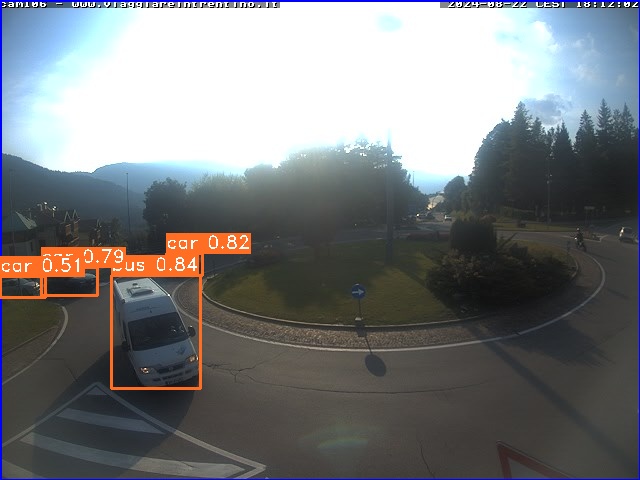 cam106 - www.viaggiareintrentino.it
2024-08-22 CEST 18:12:02
car 0.82
car 0.51
0.79
bus 0.84